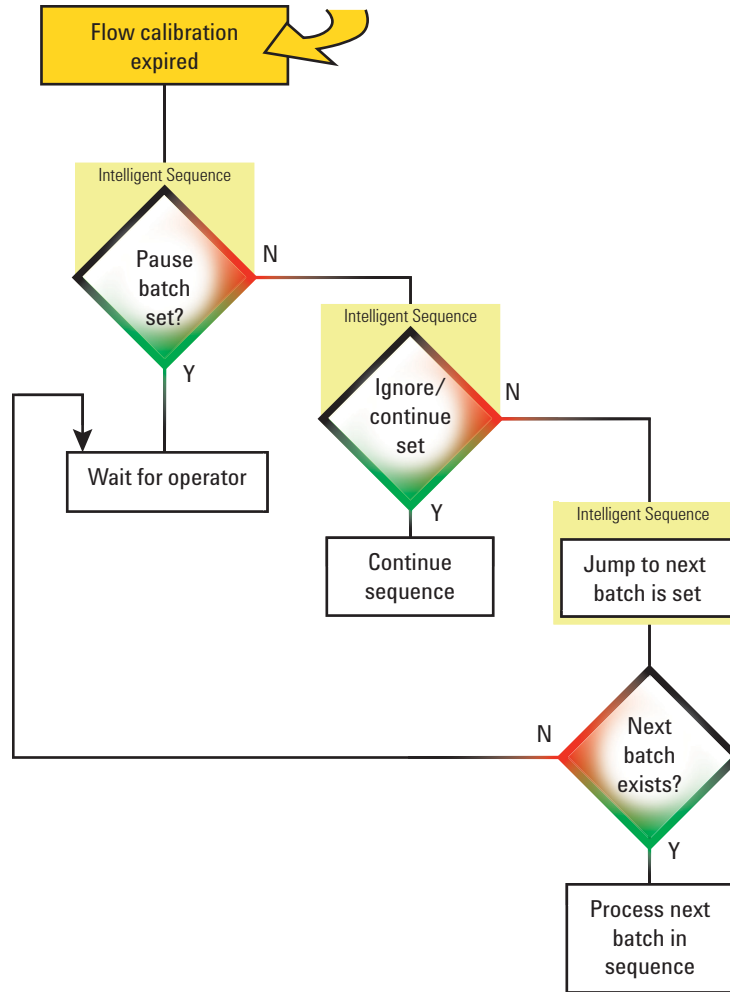 Flow calibration
expired
Intelligent Sequence
Pause
batch
set?
N
Y
Wait for operator
Intelligent Sequence
Ignore/
continue
set
N
Y
Continue
sequence
Intelligent Sequence
Jump to next
batch is set
Next
batch
exists?
N
Y
Process next
batch in
sequence